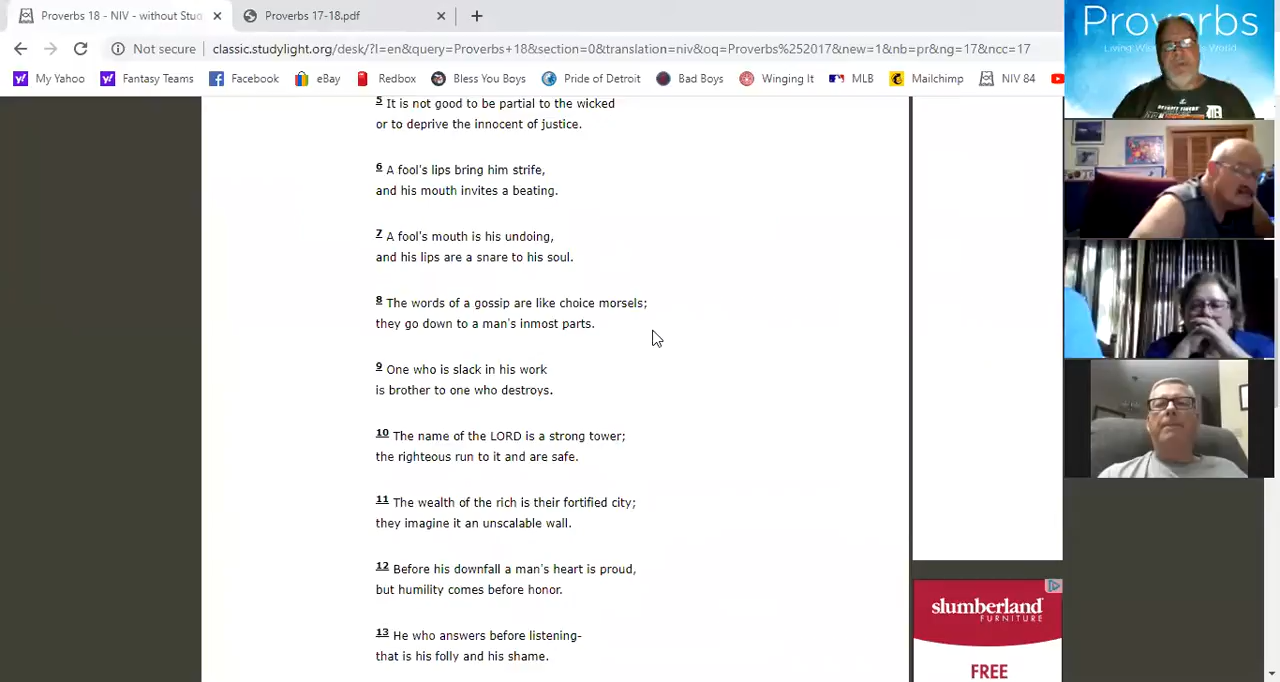 Proverbs 18 - NIV - without Stud
Proverbs 17-18.pdf
Not secure
classic.studylight.org/desk/?l=en&query=Proverbs+18&section=0&translation=niv&oq=Proverbs%252017&new=1&nb=pr&ng=17&ncc=17
My Yahoo
Fantasy Teams
Facebook
eBay
Redbox
Bless You Boys
Pride of Detroit
Bad Boys
Winging It
MLB
Mailchimp
NIV 84
5 It is not good to be partial to the wicked
or to deprive the innocent of justice.
6 A fool's lips bring him strife,
and his mouth invites a beating.
7 A fool's mouth is his undoing,
and his lips are a snare to his soul.
8 The words of a gossip are like choice morsels;
they go down to a man's inmost parts.
9 One who is slack in his work
is brother to one who destroys.
10 The name of the LORD is a strong tower;
the righteous run to it and are safe.
11 The wealth of the rich is their fortified city;
they imagine it an unscalable wall.
12 Before his downfall a man's heart is proud,
but humility comes before honor.
13 He who answers before listening-
that is his folly and his shame.
slumberland
FURNITURE
FREE
Proverbs